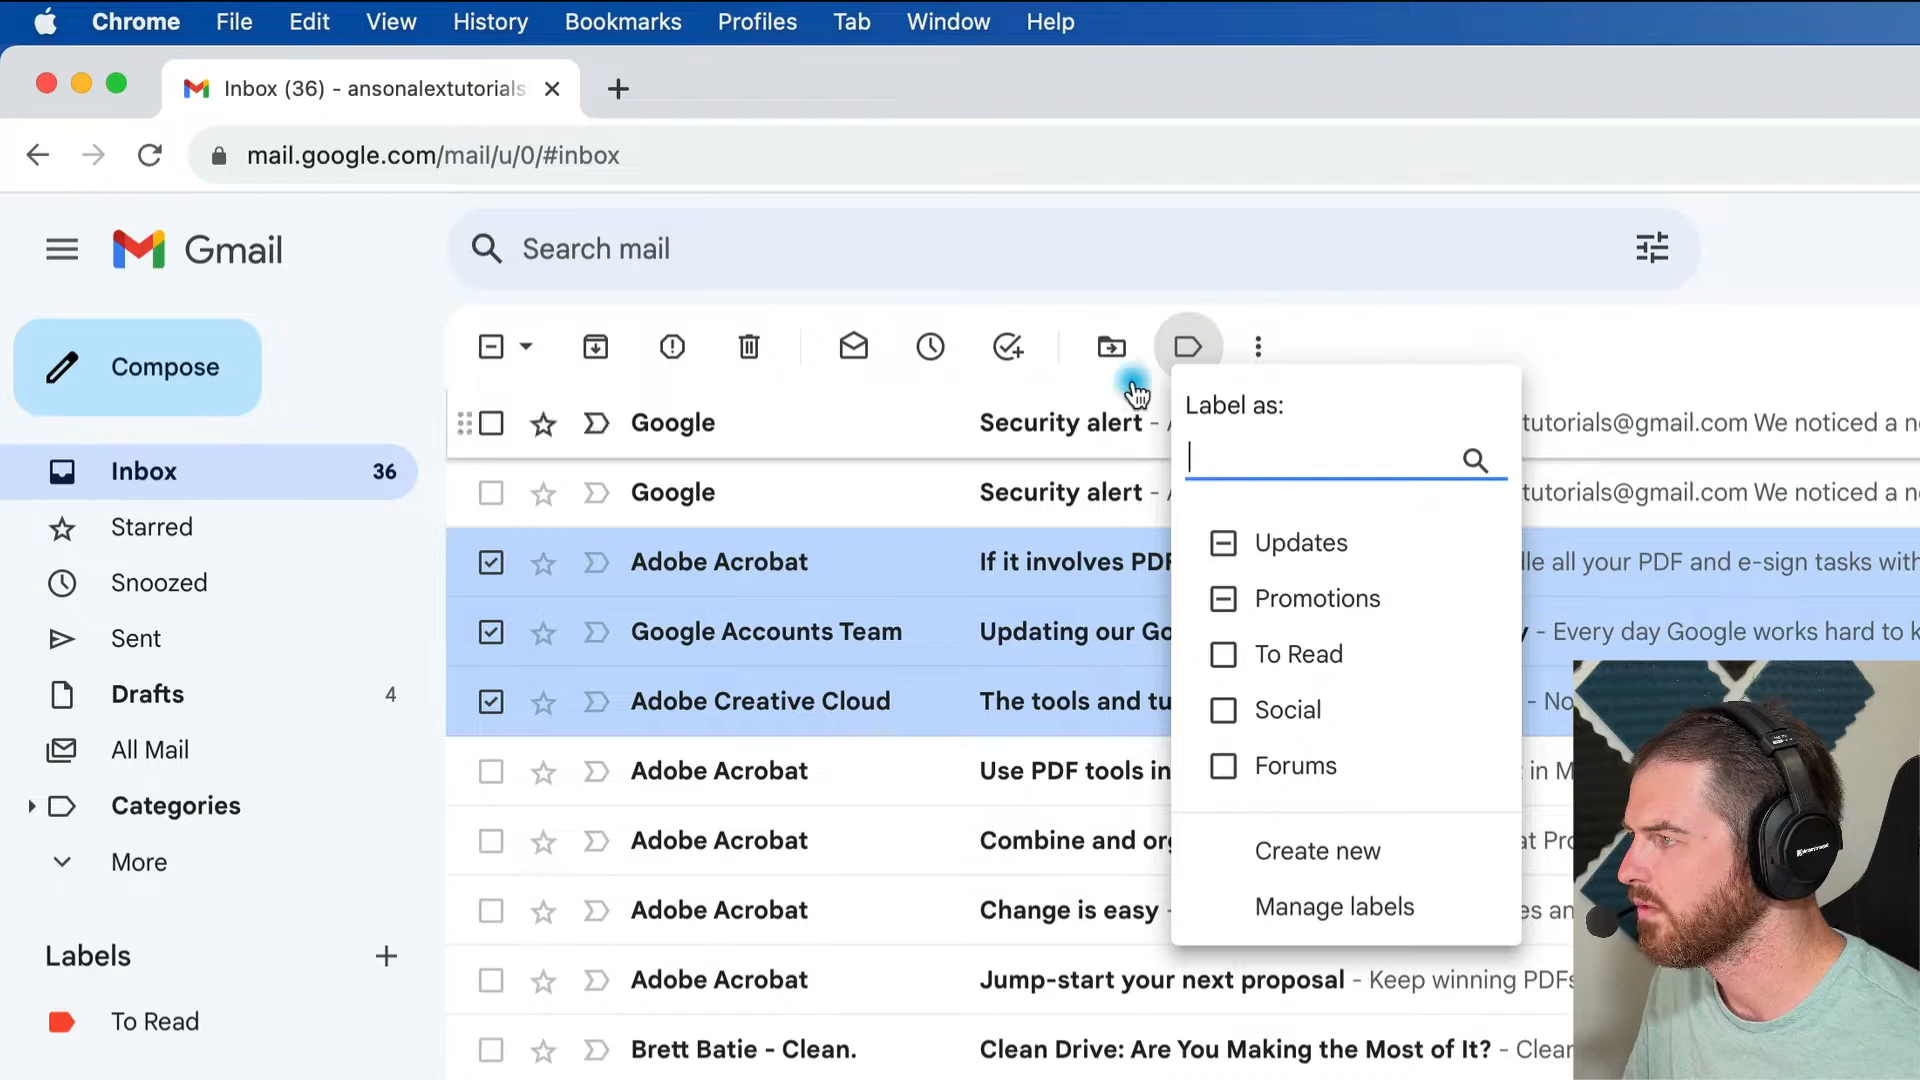 Chrome File Edit View History Bookmarks Profiles Tab Window Help
Inbox (36) - ansonalextutorials
mail.google.com/mail/u/0/#inbox
Gmail
Search mail
Compose
Inbox 36
Starred
Snoozed
Sent
Drafts 4
All Mail
Categories
More
Labels
To Read
Google Security alert - tutorials@gmail.com We noticed a
Google Security alert - tutorials@gmail.com We noticed a
Adobe Acrobat If it involves PDF all your PDF and e-sign tasks with
Google Accounts Team Updating our - Every day Google works hard to
Adobe Creative Cloud The tools and - No
Adobe Acrobat Use PDF tools in in
Adobe Acrobat Combine and
Adobe Acrobat Change is easy -
Adobe Acrobat Jump-start your next proposal - Keep winning PDFs
Brett Batie - Clean. Clean Drive: Are You Making the Most of It? -
Label as:
Updates
Promotions
To Read
Social
Forums
Create new
Manage labels